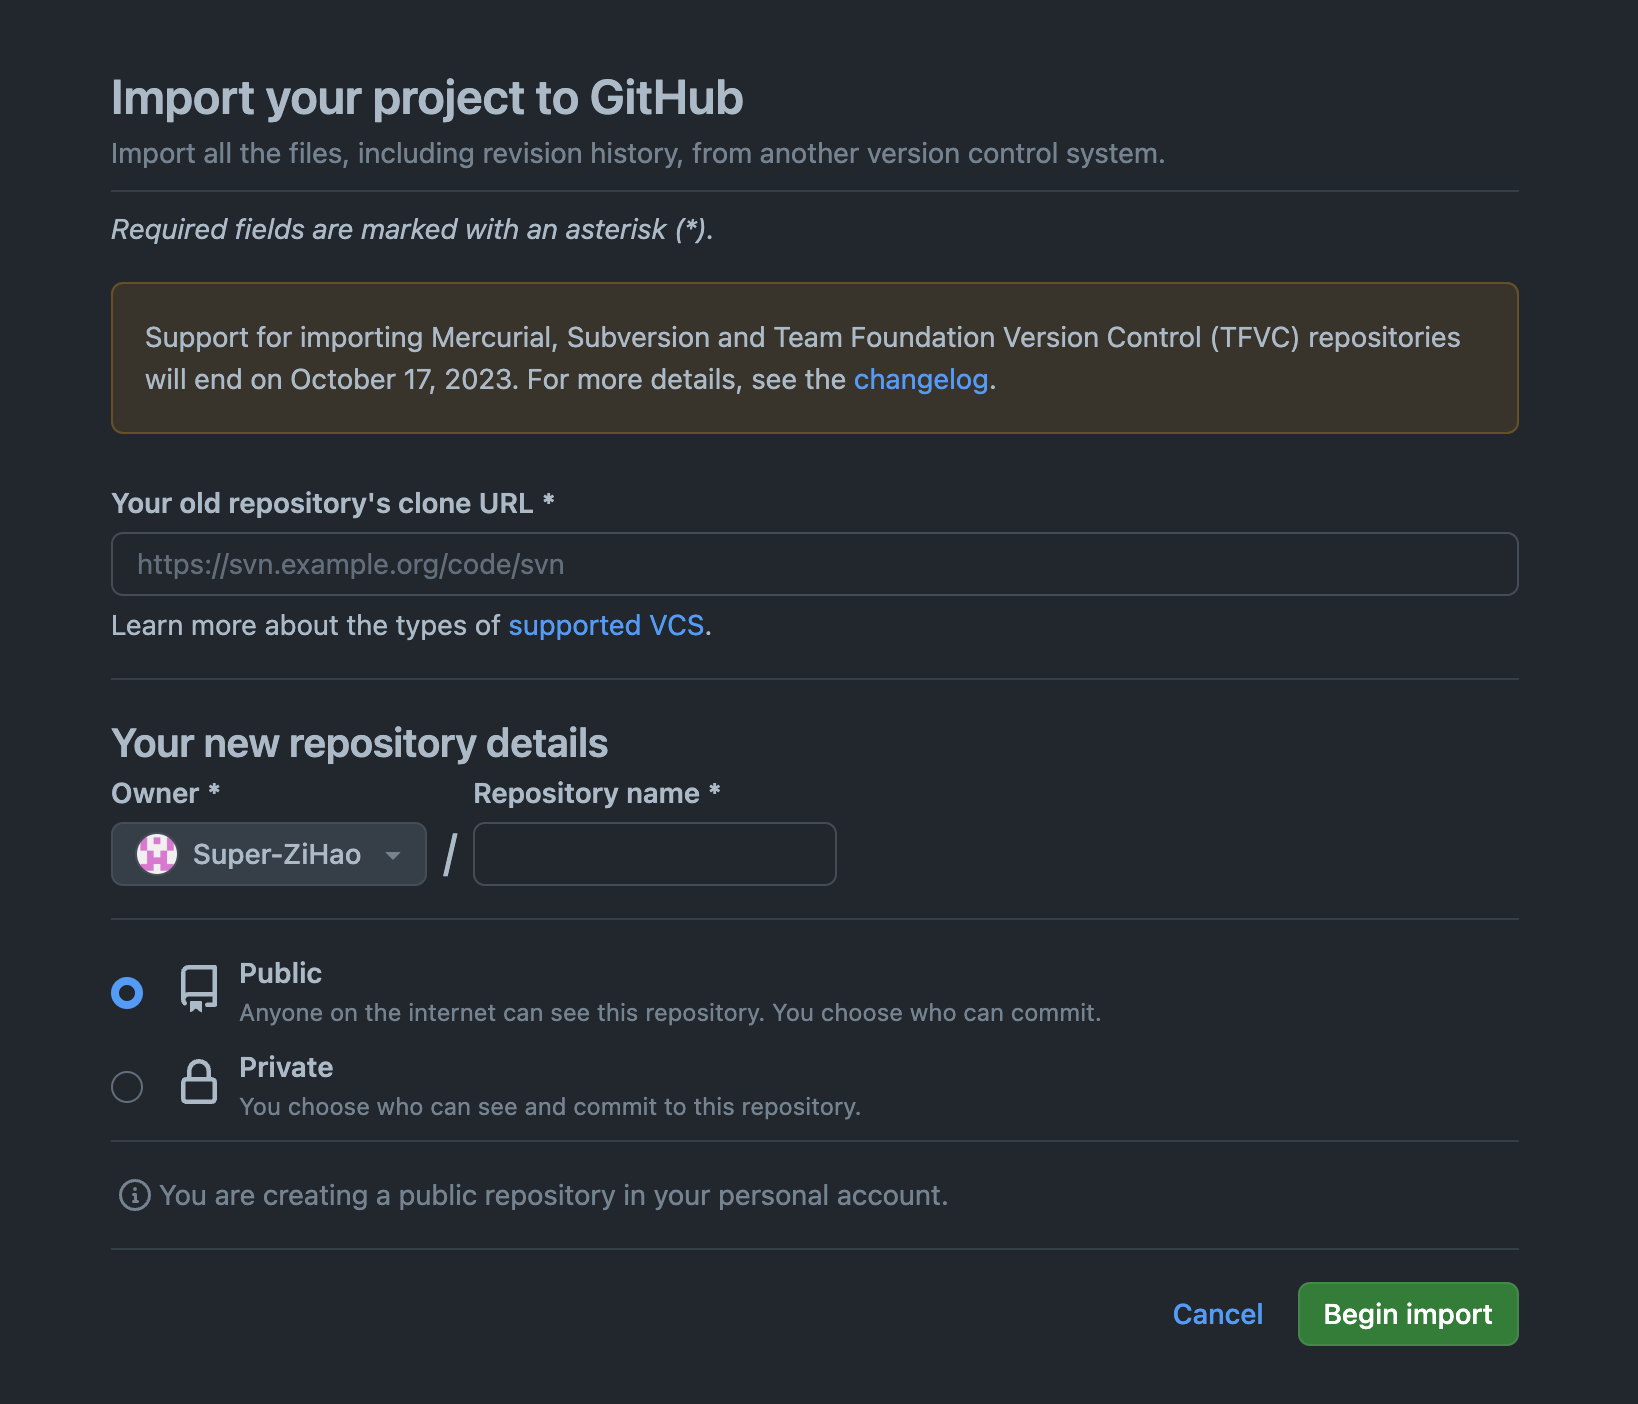 Import your project to GitHub
Import all the files, including revision history, from another version control system.
Required fields are marked with an asterisk (*).
Support for importing Mercurial, Subversion and Team Foundation Version Control (TFVC) repositories
will end on October 17, 2023. For more details, see the changelog.
Your old repository's clone URL *
https://svn.example.org/code/svn
Learn more about the types of supported VCS.
Your new repository details
Owner * Repository name *
Super-ZiHao /
Public
Anyone on the internet can see this repository. You choose who can commit.
Private
You choose who can see and commit to this repository.
You are creating a public repository in your personal account.
Cancel Begin import